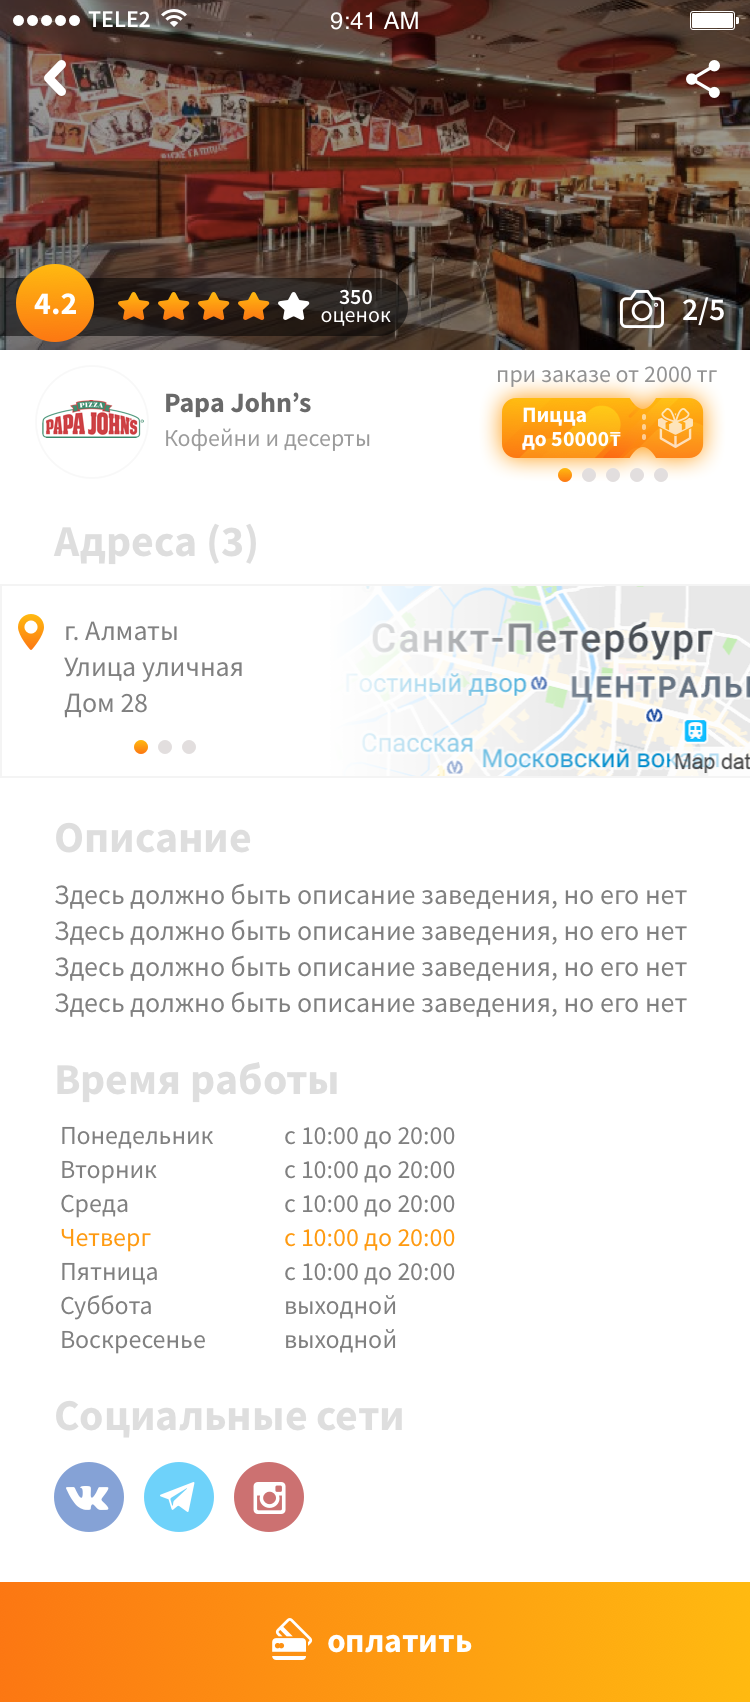 TELE2
9:41 AM
4.2
350
оценок
2/5
при заказе от 2000 тг
PIZZA
PAPA JOHNS
Papa John’s
Кофейни и десерты
Пицца
до 50000₸
Адреса (3)
г. Алматы
Улица уличная
Дом 28
Санкт-Петербург
Гостиный двор
ЦЕНТРАЛЬ
Спасская
Московский вокзал
Map dat
Описание
Здесь должно быть описание заведения, но его нет
Здесь должно быть описание заведения, но его нет
Здесь должно быть описание заведения, но его нет
Здесь должно быть описание заведения, но его нет
Время работы
Понедельник с 10:00 до 20:00
Вторник с 10:00 до 20:00
Среда с 10:00 до 20:00
Четверг с 10:00 до 20:00
Пятница с 10:00 до 20:00
Суббота выходной
Воскресенье выходной
Социальные сети
оплатить